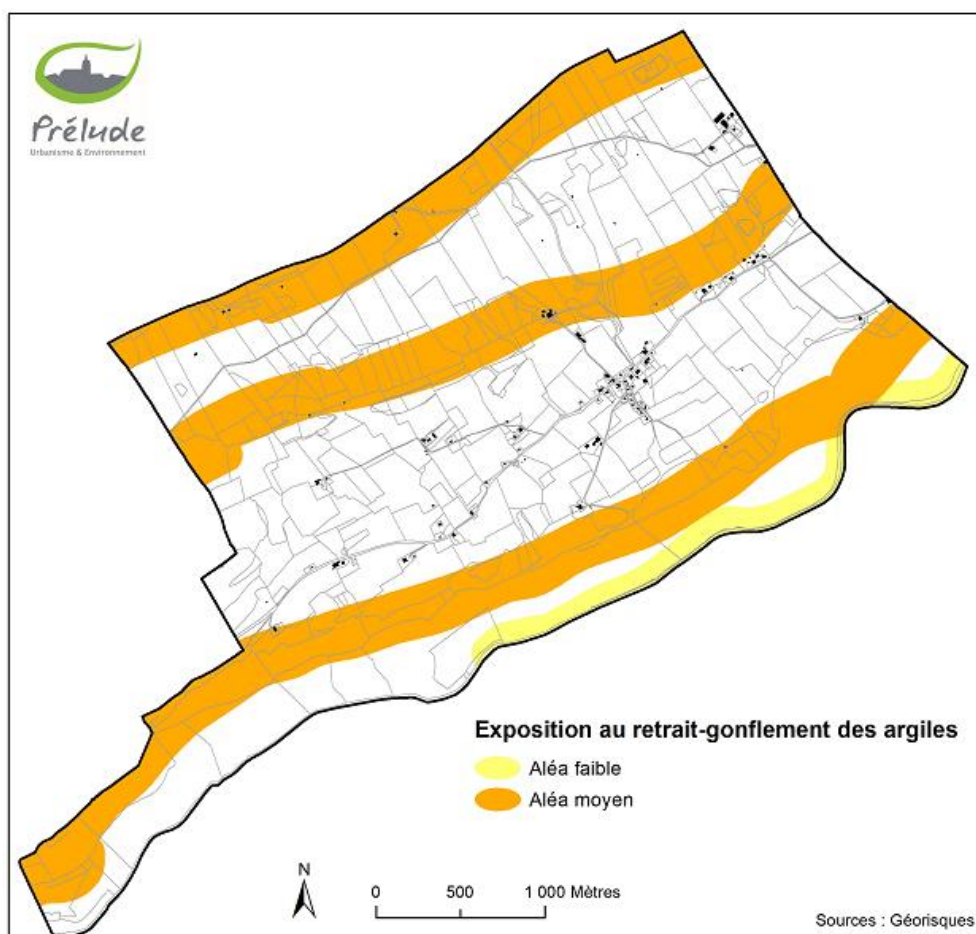 Prélude
Urbanisme & Environnement
Exposition au retrait-gonflement des argiles
Aléa faible
Aléa moyen
N
0 500 1 000 Mètres
Sources : Géorisques